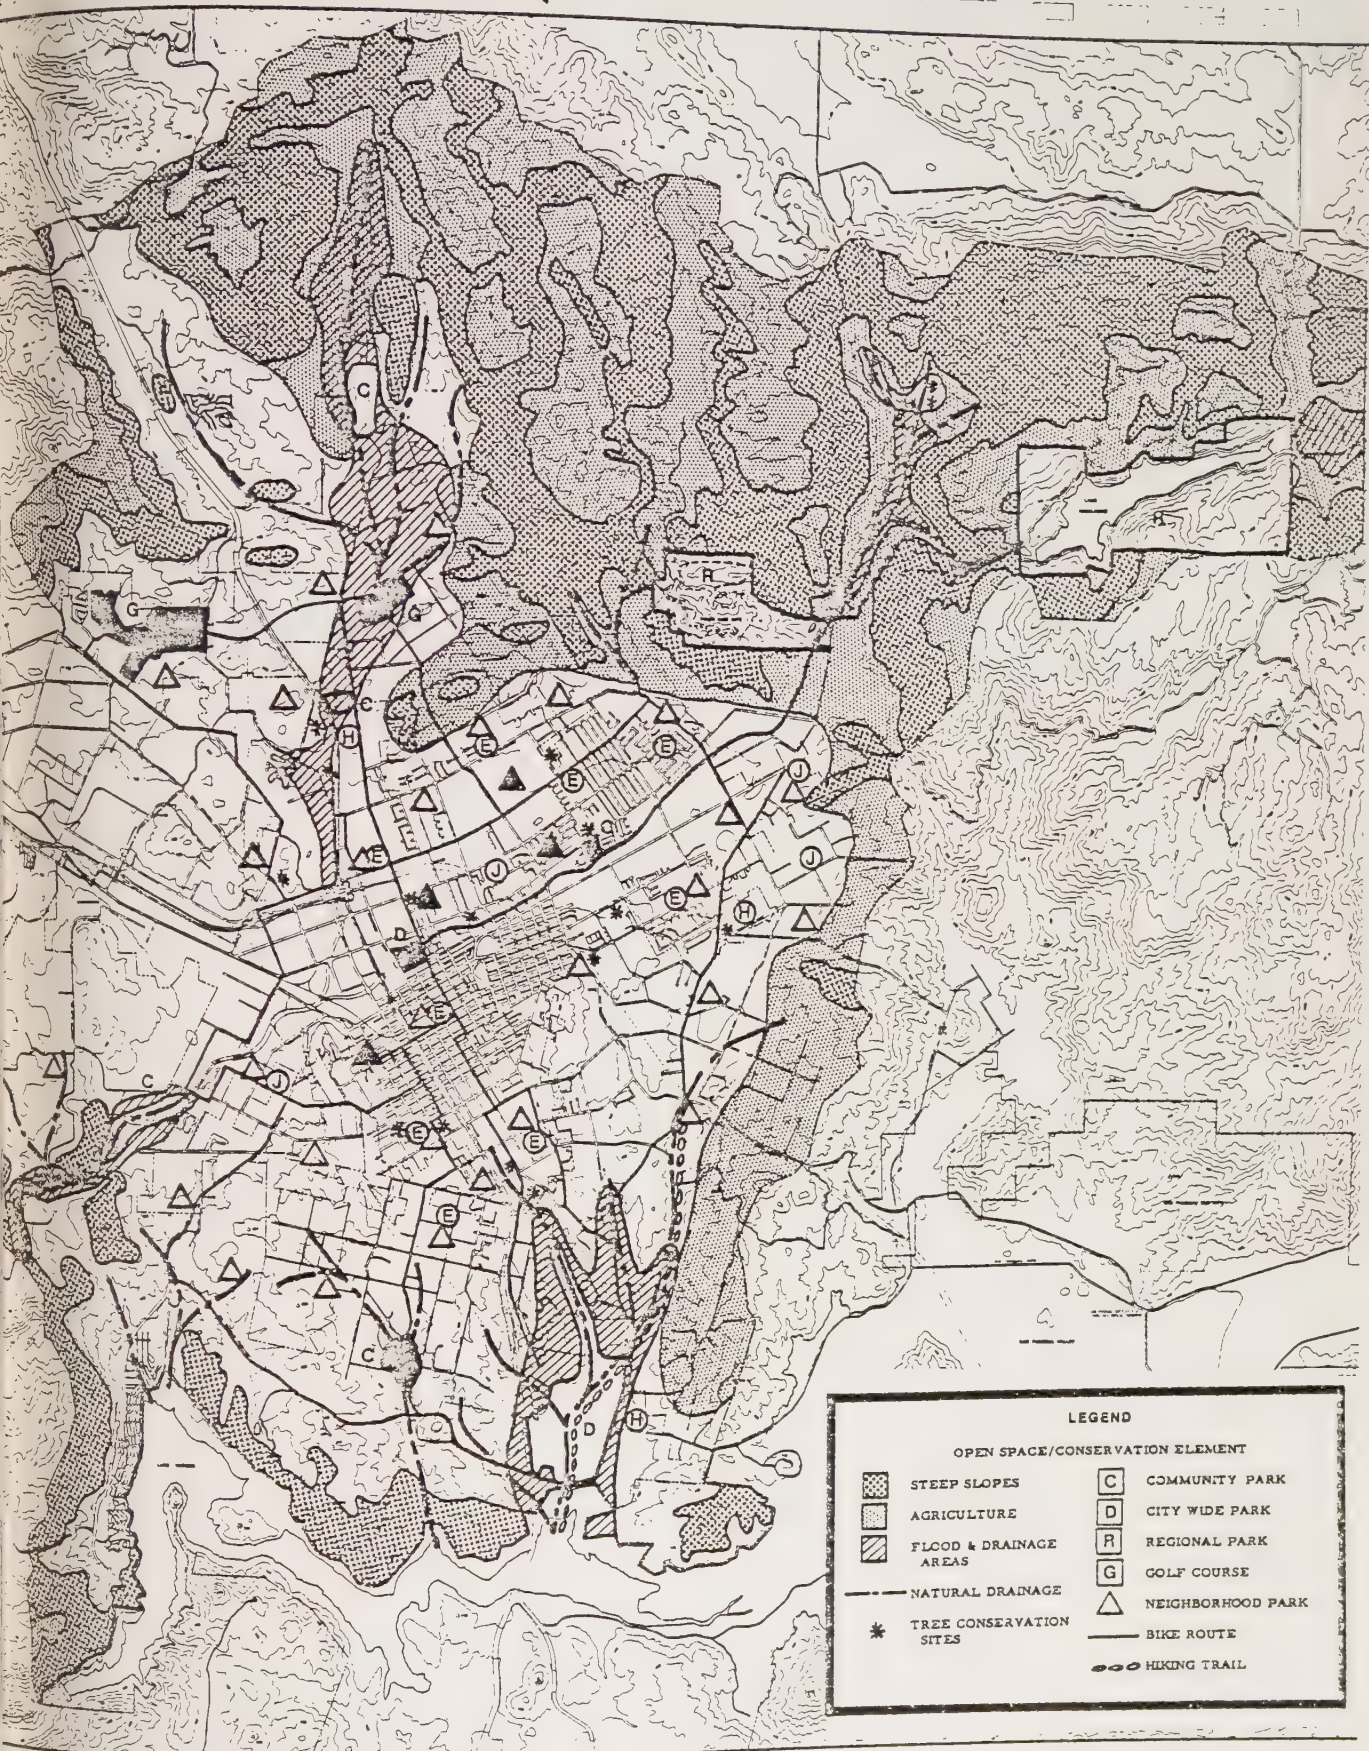 C
R
R
G
G
C
H
E
E
E
J
J
E
J
E
H
D
E
C
J
E
E
E
C
D
H
LEGEND
OPEN SPACE/CONSERVATION ELEMENT
STEEP SLOPES
AGRICULTURE
FLOOD & DRAINAGE
AREAS
NATURAL DRAINAGE
TREE CONSERVATION
SITES
C COMMUNITY PARK
D CITY WIDE PARK
R REGIONAL PARK
G GOLF COURSE
NEIGHBORHOOD PARK
BIKE ROUTE
HIKING TRAIL